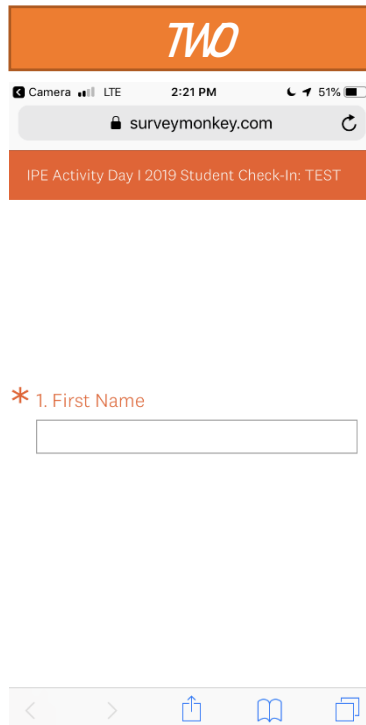 TWO
Camera LTE 2:21 PM 51%
surveymonkey.com
IPE Activity Day I 2019 Student Check-In: TEST
* 1. First Name